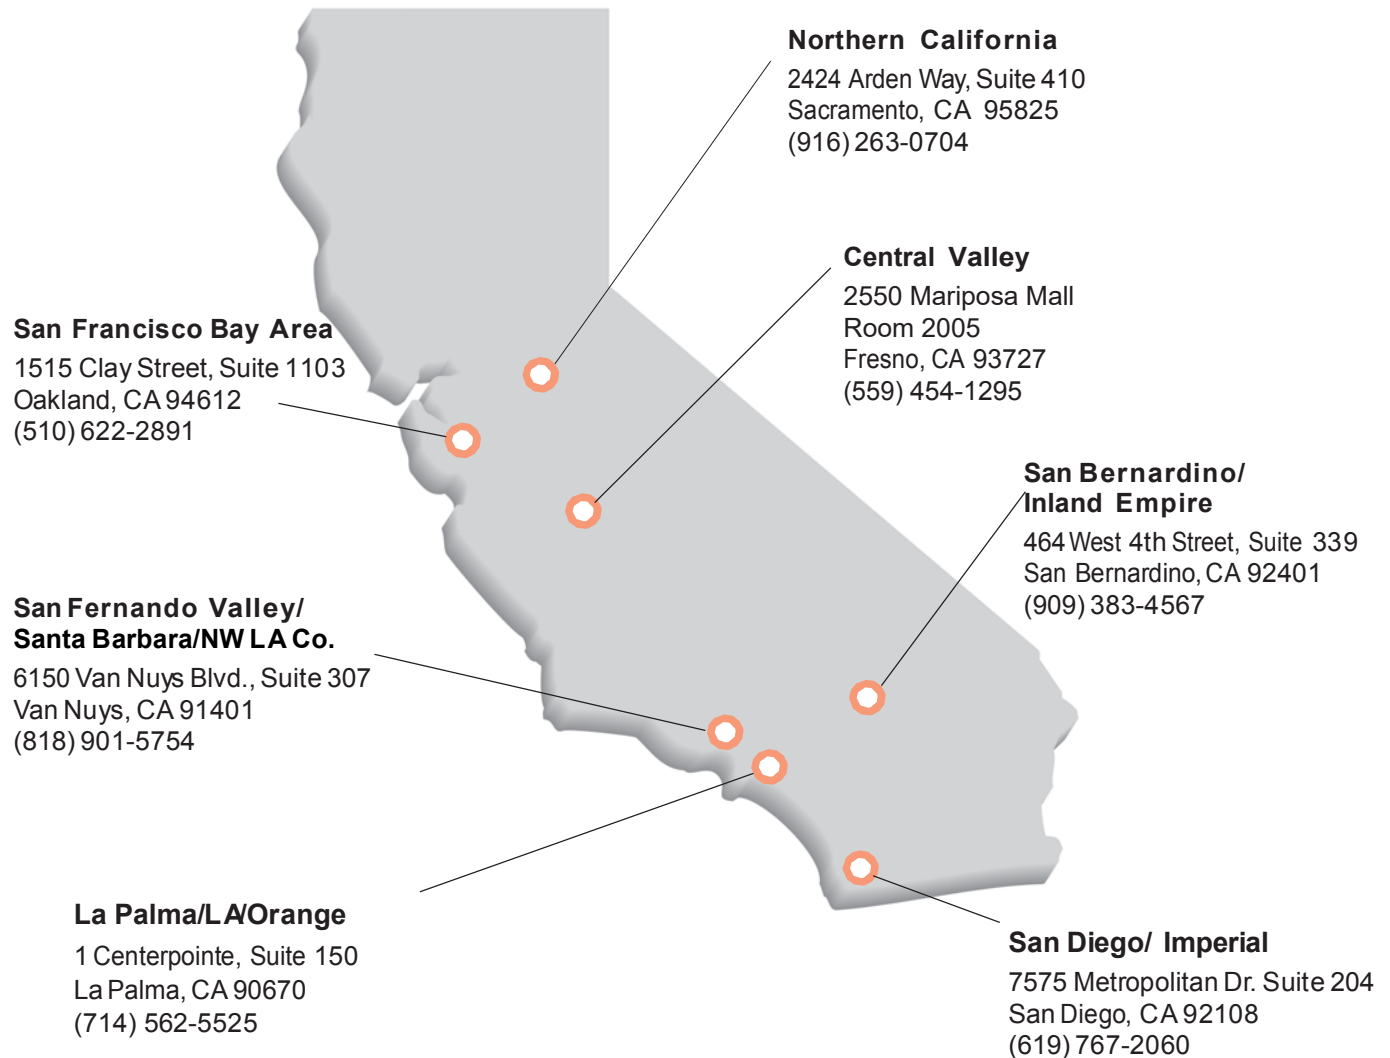 Northern California
2424 Arden Way, Suite 410
Sacramento, CA 95825
(916) 263-0704
Central Valley
2550 Mariposa Mall
Room 2005
Fresno, CA 93727
(559) 454-1295
San Francisco Bay Area
1515 Clay Street, Suite 1103
Oakland, CA 94612
(510) 622-2891
San Bernardino/
Inland Empire
464 West 4th Street, Suite 339
San Bernardino, CA 92401
(909) 383-4567
San Fernando Valley/
Santa Barbara/NW LA Co.
6150 Van Nuys Blvd., Suite 307
Van Nuys, CA 91401
(818) 901-5754
La Palma/LA/Orange
1 Centerpointe, Suite 150
La Palma, CA 90670
(714) 562-5525
San Diego/ Imperial
7575 Metropolitan Dr. Suite 204
San Diego, CA 92108
(619) 767-2060